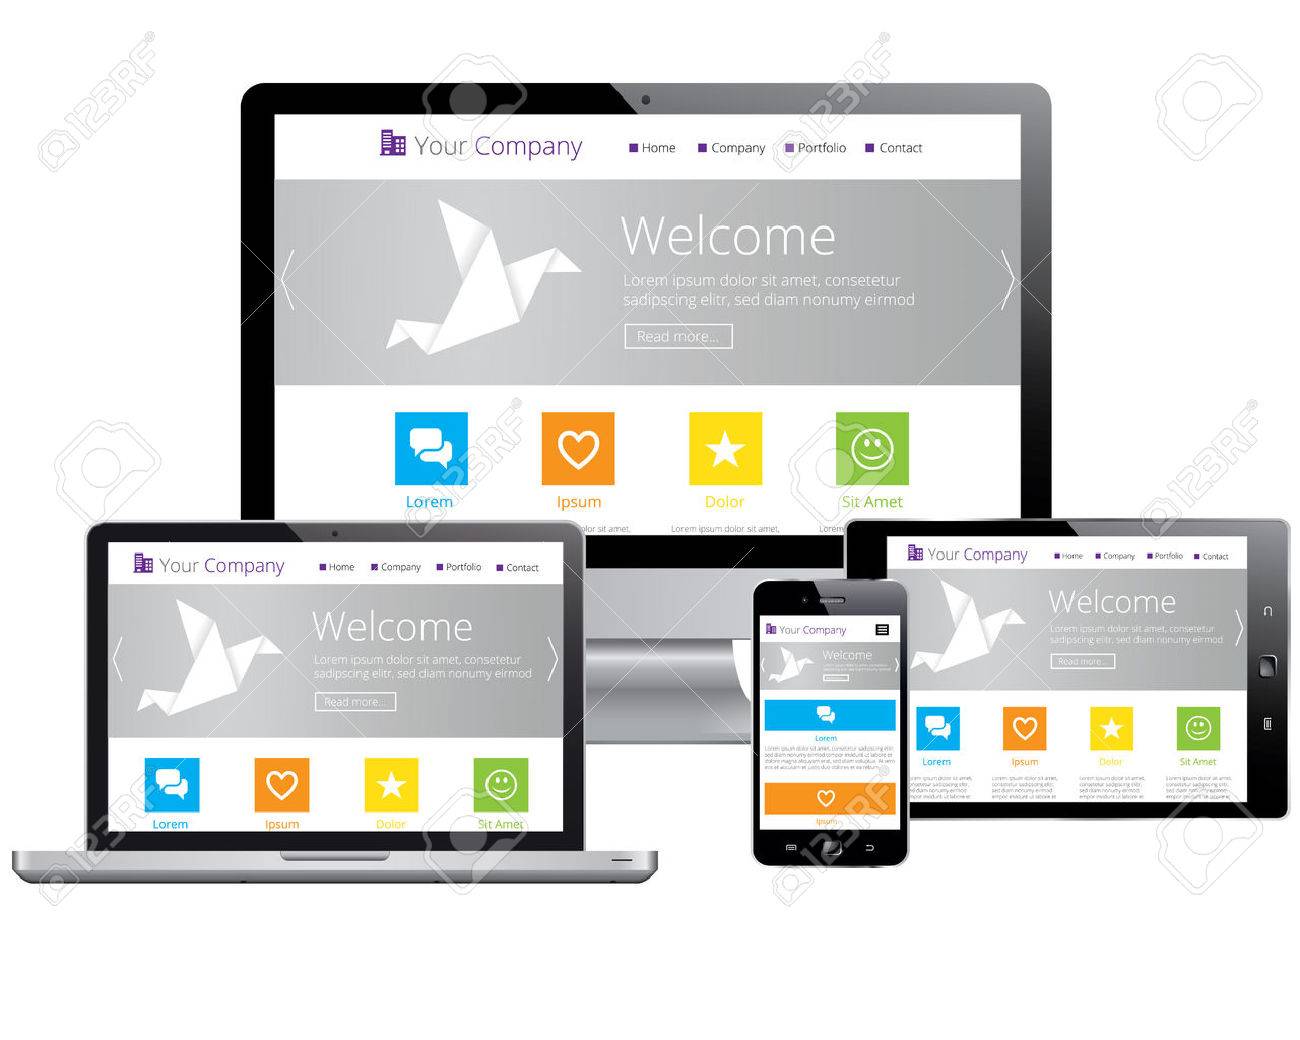 Your Company
Home Company Portfolio Contact
Welcome
Lorem ipsum dolor sit amet, consetetur
sadipscing elitr, sed diam nonumy eirmod
Read more...
Lorem Ipsum Dolor Sit Amet
dolor sit amet, Lorem ipsum dolor sit amet, Lorem ipsum
Your Company
Home Company Portfolio Contact
Welcome
Lorem ipsum dolor sit amet, consetetur
sadipscing elitr, sed diam nonumy eirmod
Read more...
Lorem Ipsum Dolor Sit Amet
Your Company
Welcome
Lorem
Ipsum
Your Company
Home Company Portfolio Contact
Welcome
Lorem ipsum dolor sit amet, consetetur
sadipscing elitr, sed diam nonumy eirmod
Read more...
Lorem Ipsum Dolor Sit Amet
123RF
123RF
123RF
123RF
123RF
123RF
123RF
123RF